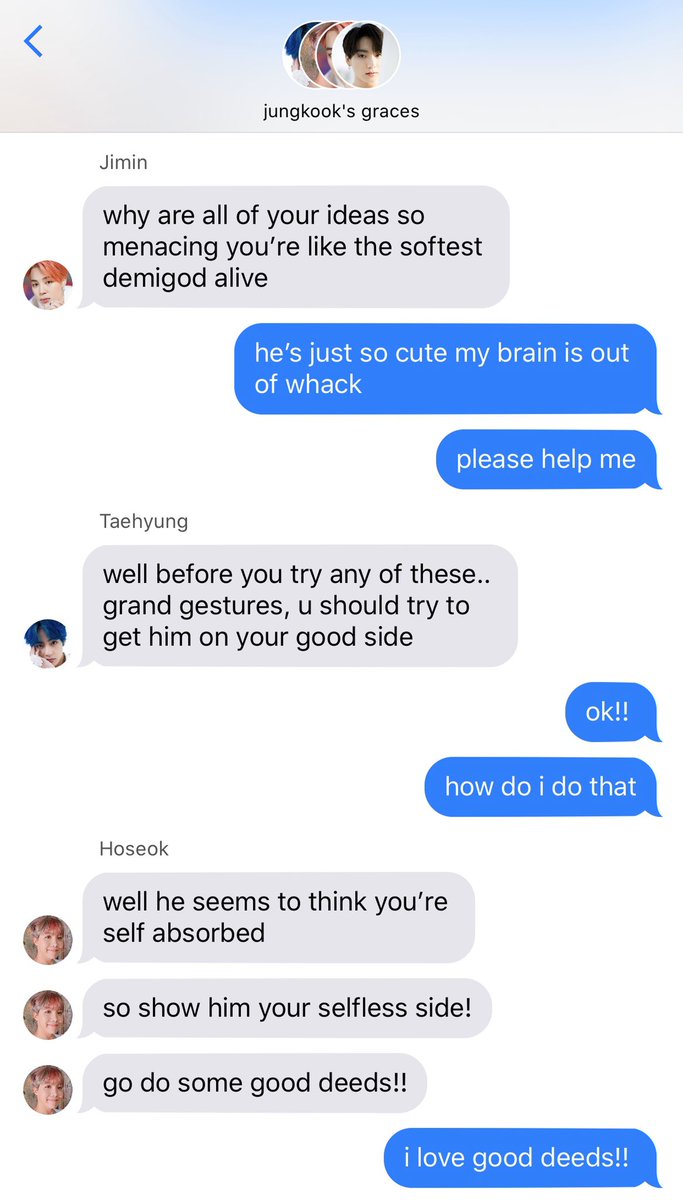 jungkook's graces
Jimin
why are all of your ideas so
menacing you’re like the softest
demigod alive
he’s just so cute my brain is out
of whack
please help me
Taehyung
well before you try any of these..
grand gestures, u should try to
get him on your good side
ok!!
how do i do that
Hoseok
well he seems to think you’re
self absorbed
so show him your selfless side!
go do some good deeds!!
i love good deeds!!